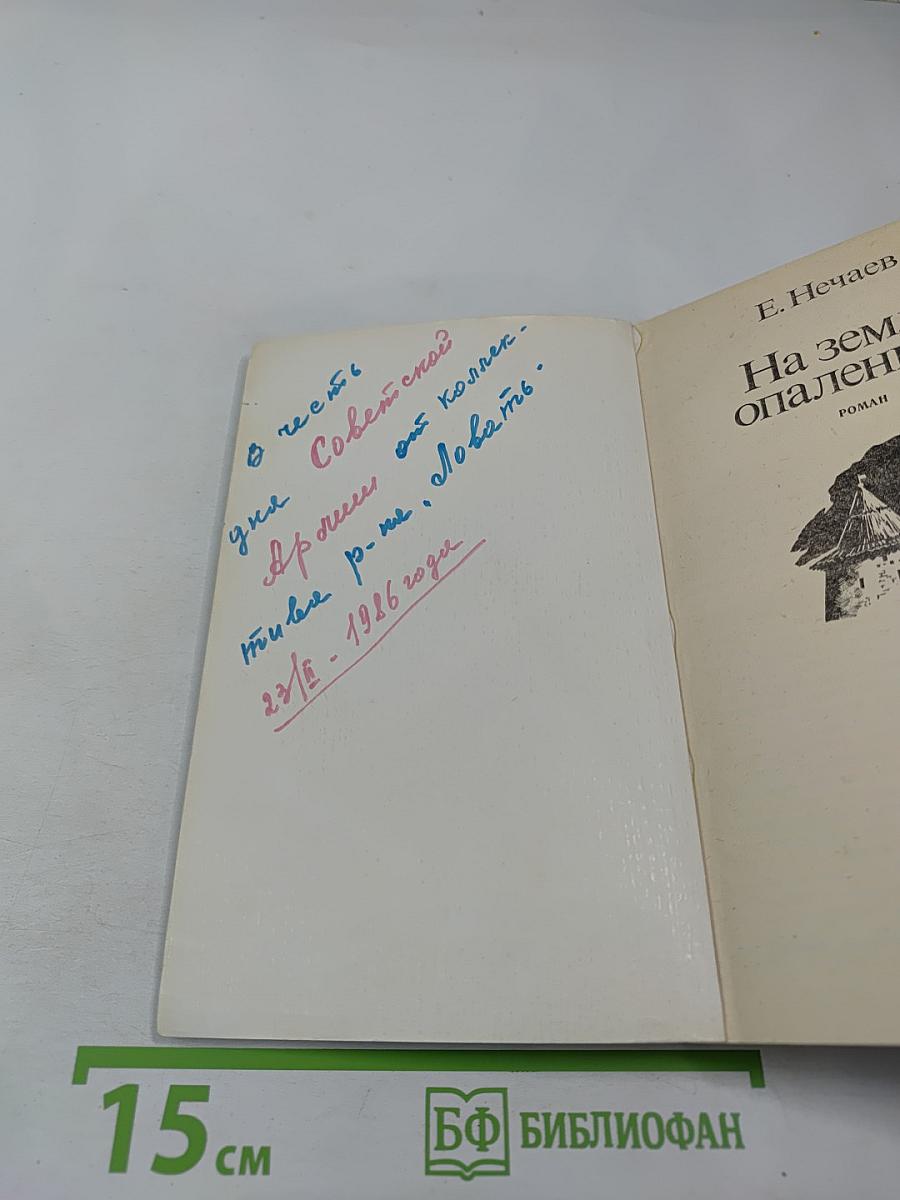 В честь
дня Советской
Армии от коллек-
тива р-на „Ловать".
23/II - 1986 года
Е. Нечаев
На зем
опален
РОМАН
15 см
БФ БИБЛИОФАН